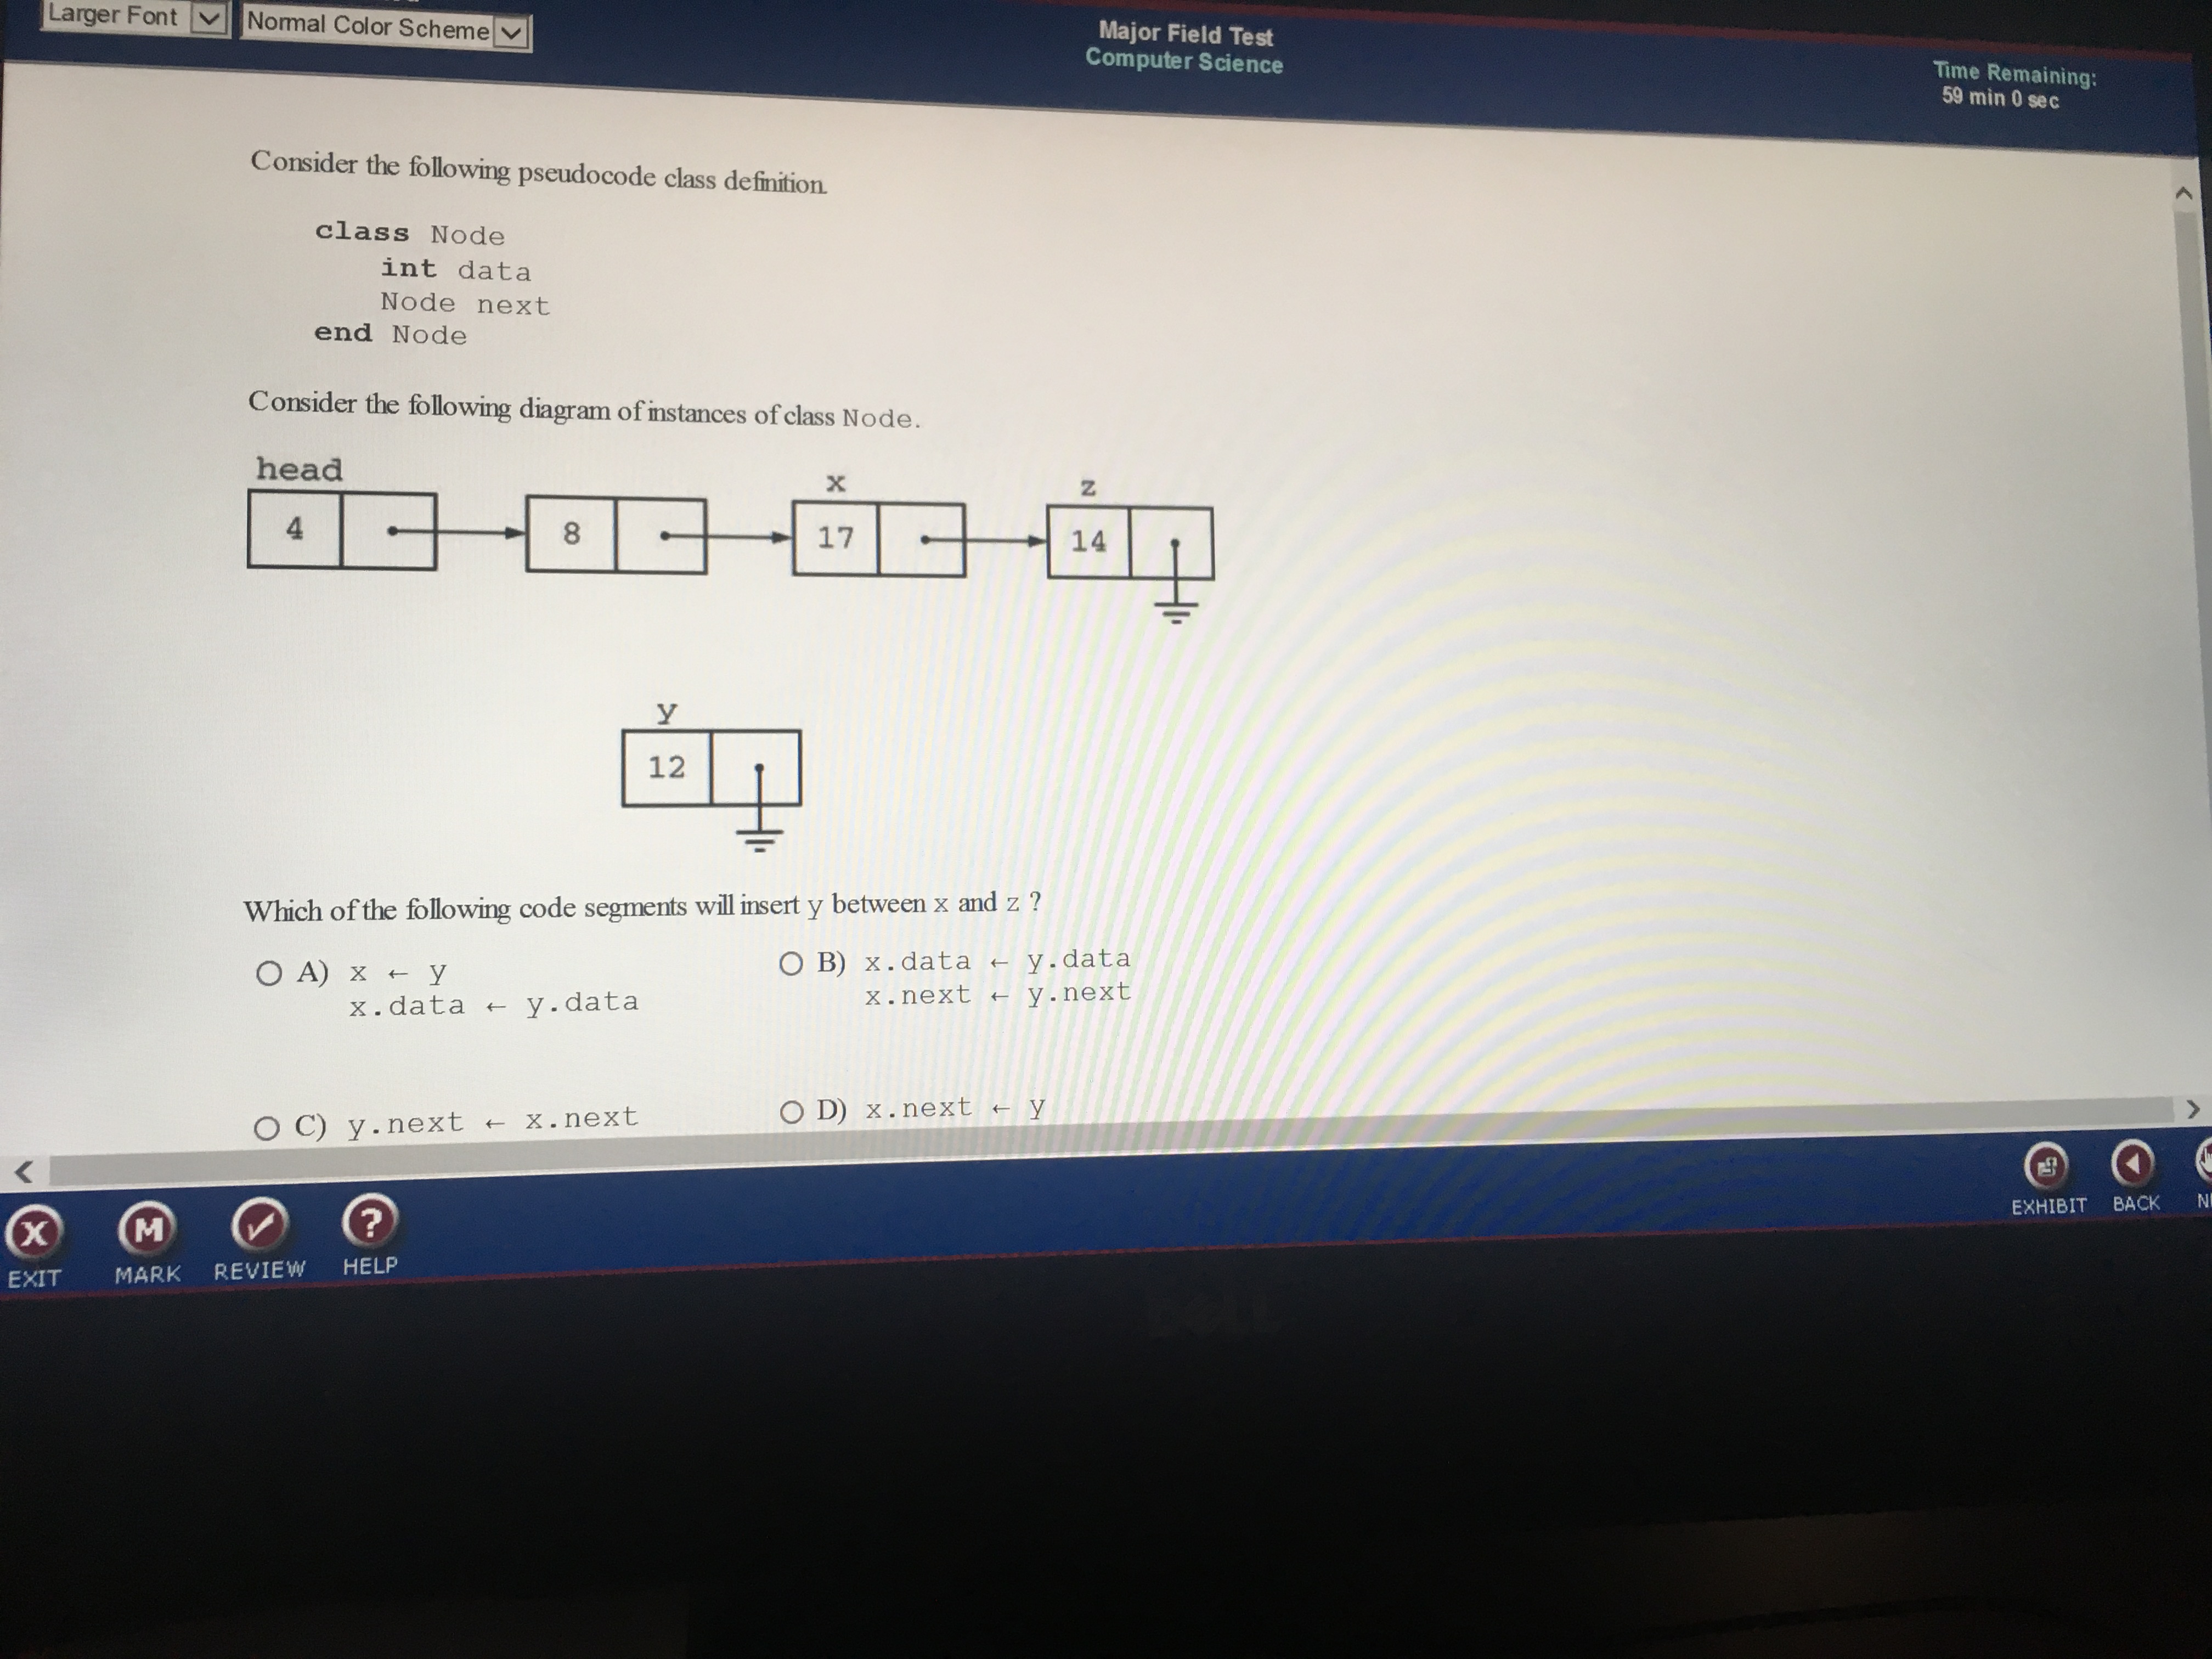 Larger Font
Normal Color Scheme
Major Field Test
Computer Science
Time Remaining:
59 min 0 sec
Consider the following pseudocode class definition.
class Node
int data
Node next
end Node
Consider the following diagram of instances of class Node.
head
x
z
4
8
17
14
y
12
Which of the following code segments will insert y between x and z ?
A) x ← y
x.data ← y.data
B) x.data ← y.data
x.next ← y.next
C) y.next ← x.next
D) x.next ← y
X
M
?
EXIT
MARK
REVIEW
HELP
EXHIBIT
BACK
DELL